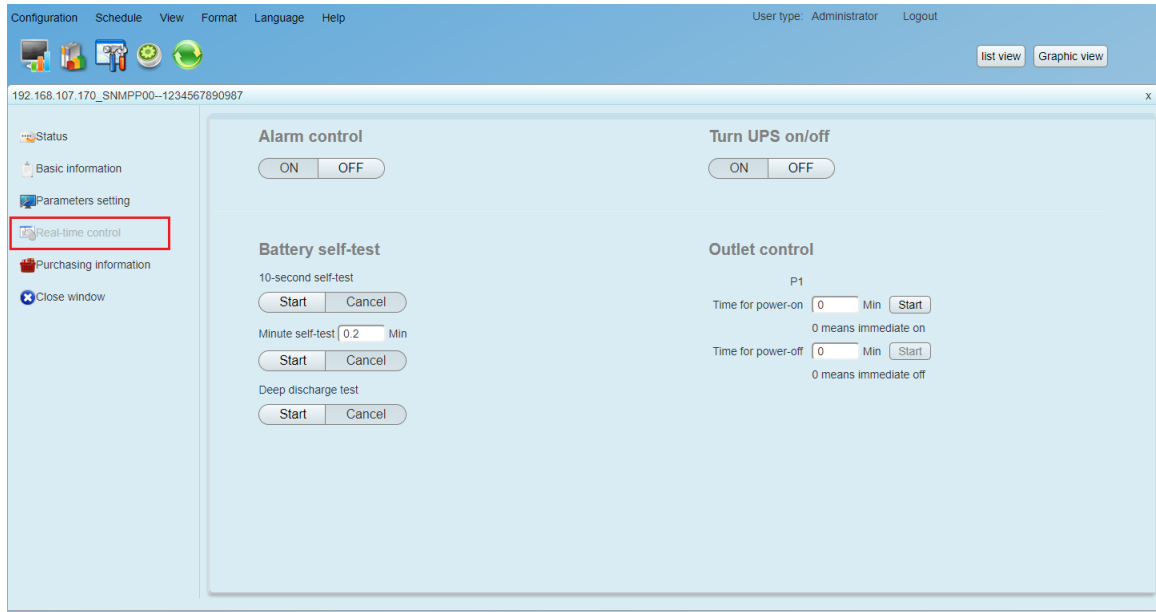 Configuration Schedule View Format Language Help User type: Administrator Logout
list view Graphic view
192.168.107.170_SNMPP00--1234567890987 x
Status
Basic information
Parameters setting
Real-time control
Purchasing information
Close window
Alarm control
ON OFF
Turn UPS on/off
ON OFF
Battery self-test
10-second self-test
Start Cancel
Minute self-test 0.2 Min
Start Cancel
Deep discharge test
Start Cancel
Outlet control
P1
Time for power-on 0 Min Start
0 means immediate on
Time for power-off 0 Min Start
0 means immediate off